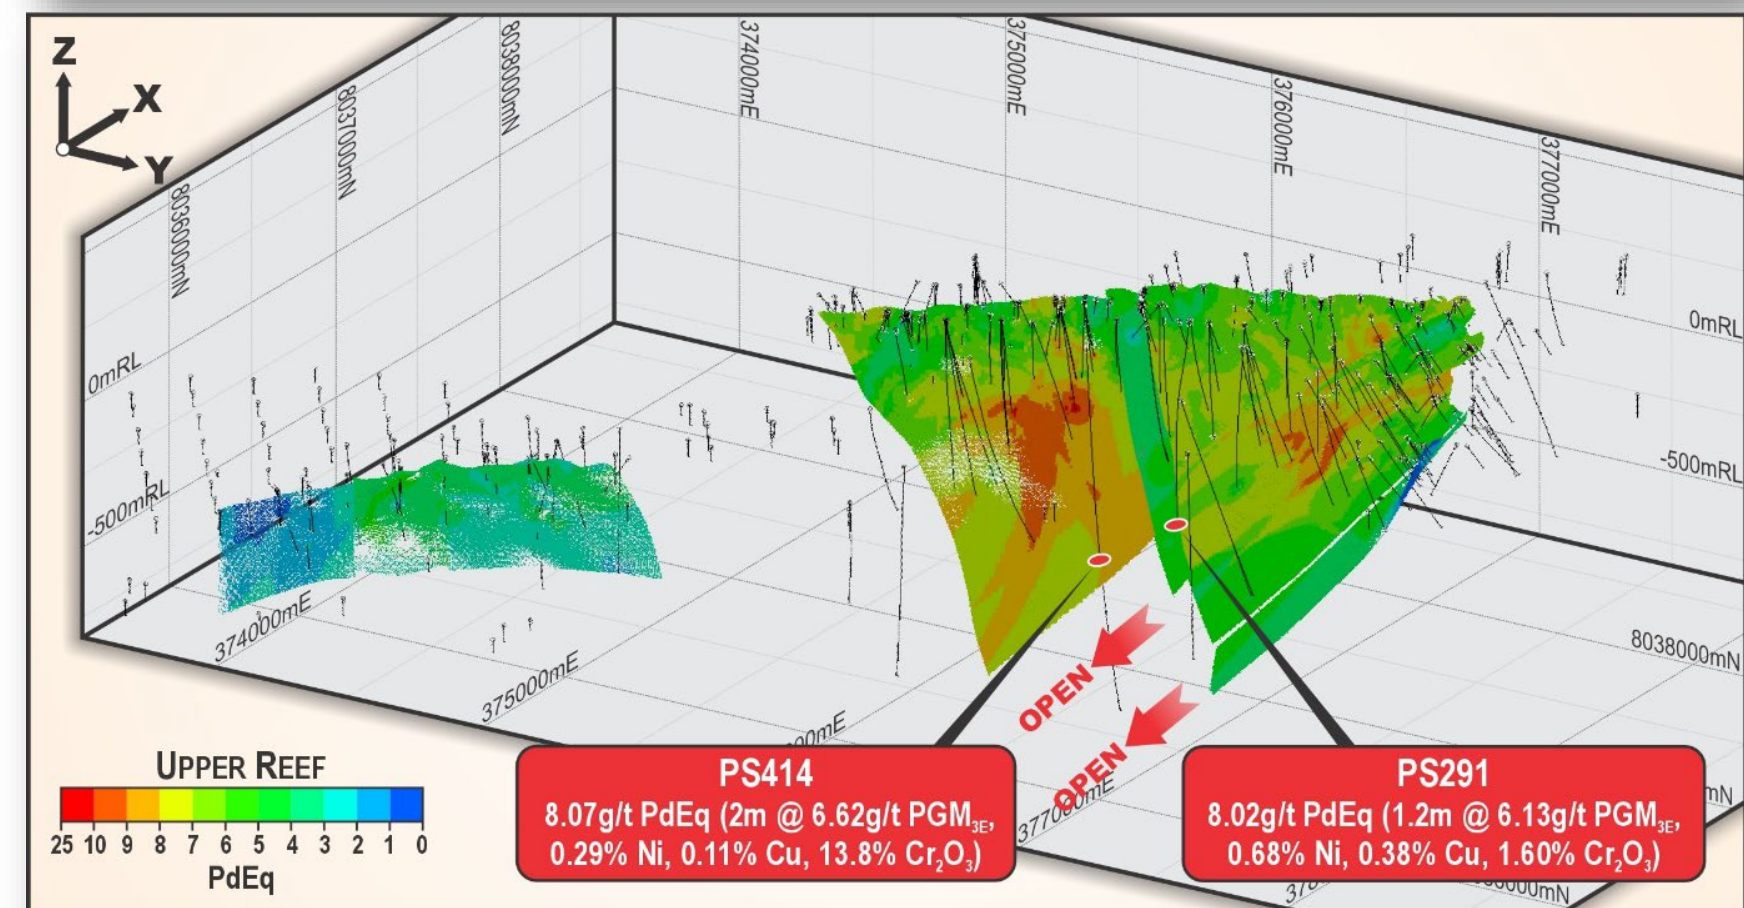 Z
X
Y
8036000mN
8037000mN
8038000mN
374000mE
375000mE
376000mE
377000mE
0mRL
-500mRL
0mRL
-500mRL
374000mE
375000mE
377000mE
8038000mN
OPEN
OPEN
UPPER REEF
25 10 9 8 7 6 5 4 3 2 1 0
PdEq
PS414
8.07g/t PdEq (2m @ 6.62g/t PGM3E,
0.29% Ni, 0.11% Cu, 13.8% Cr2O3)
PS291
8.02g/t PdEq (1.2m @ 6.13g/t PGM3E,
0.68% Ni, 0.38% Cu, 1.60% Cr2O3)